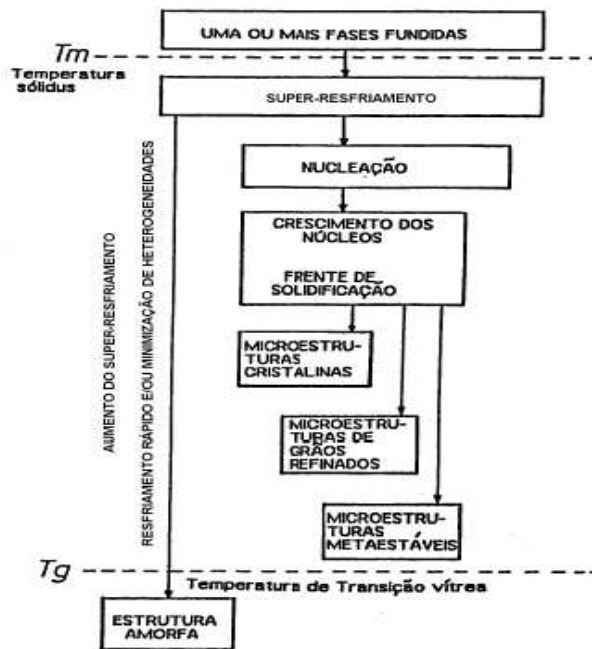 UMA OU MAIS FASES FUNDIDAS
Tm
Temperatura
sólidus
SUPER-RESFRIAMENTO
NUCLEAÇÃO
CRESCIMENTO DOS
NÚCLEOS
FRENTE DE
SOLIDIFICAÇÃO
AUMENTO DO SUPER-RESFRIAMENTO
RESFRIAMENTO RÁPIDO E/OU MINIMIZAÇÃO DE HETEROGENEIDADES
MICROESTRU-
TURAS
CRISTALINAS
MICROESTRU-
TURAS DE
GRÃOS
REFINADOS
MICROESTRU-
TURAS
METAESTÁVEIS
Tg
Temperatura de Transição vítrea
ESTRUTURA
AMORFA